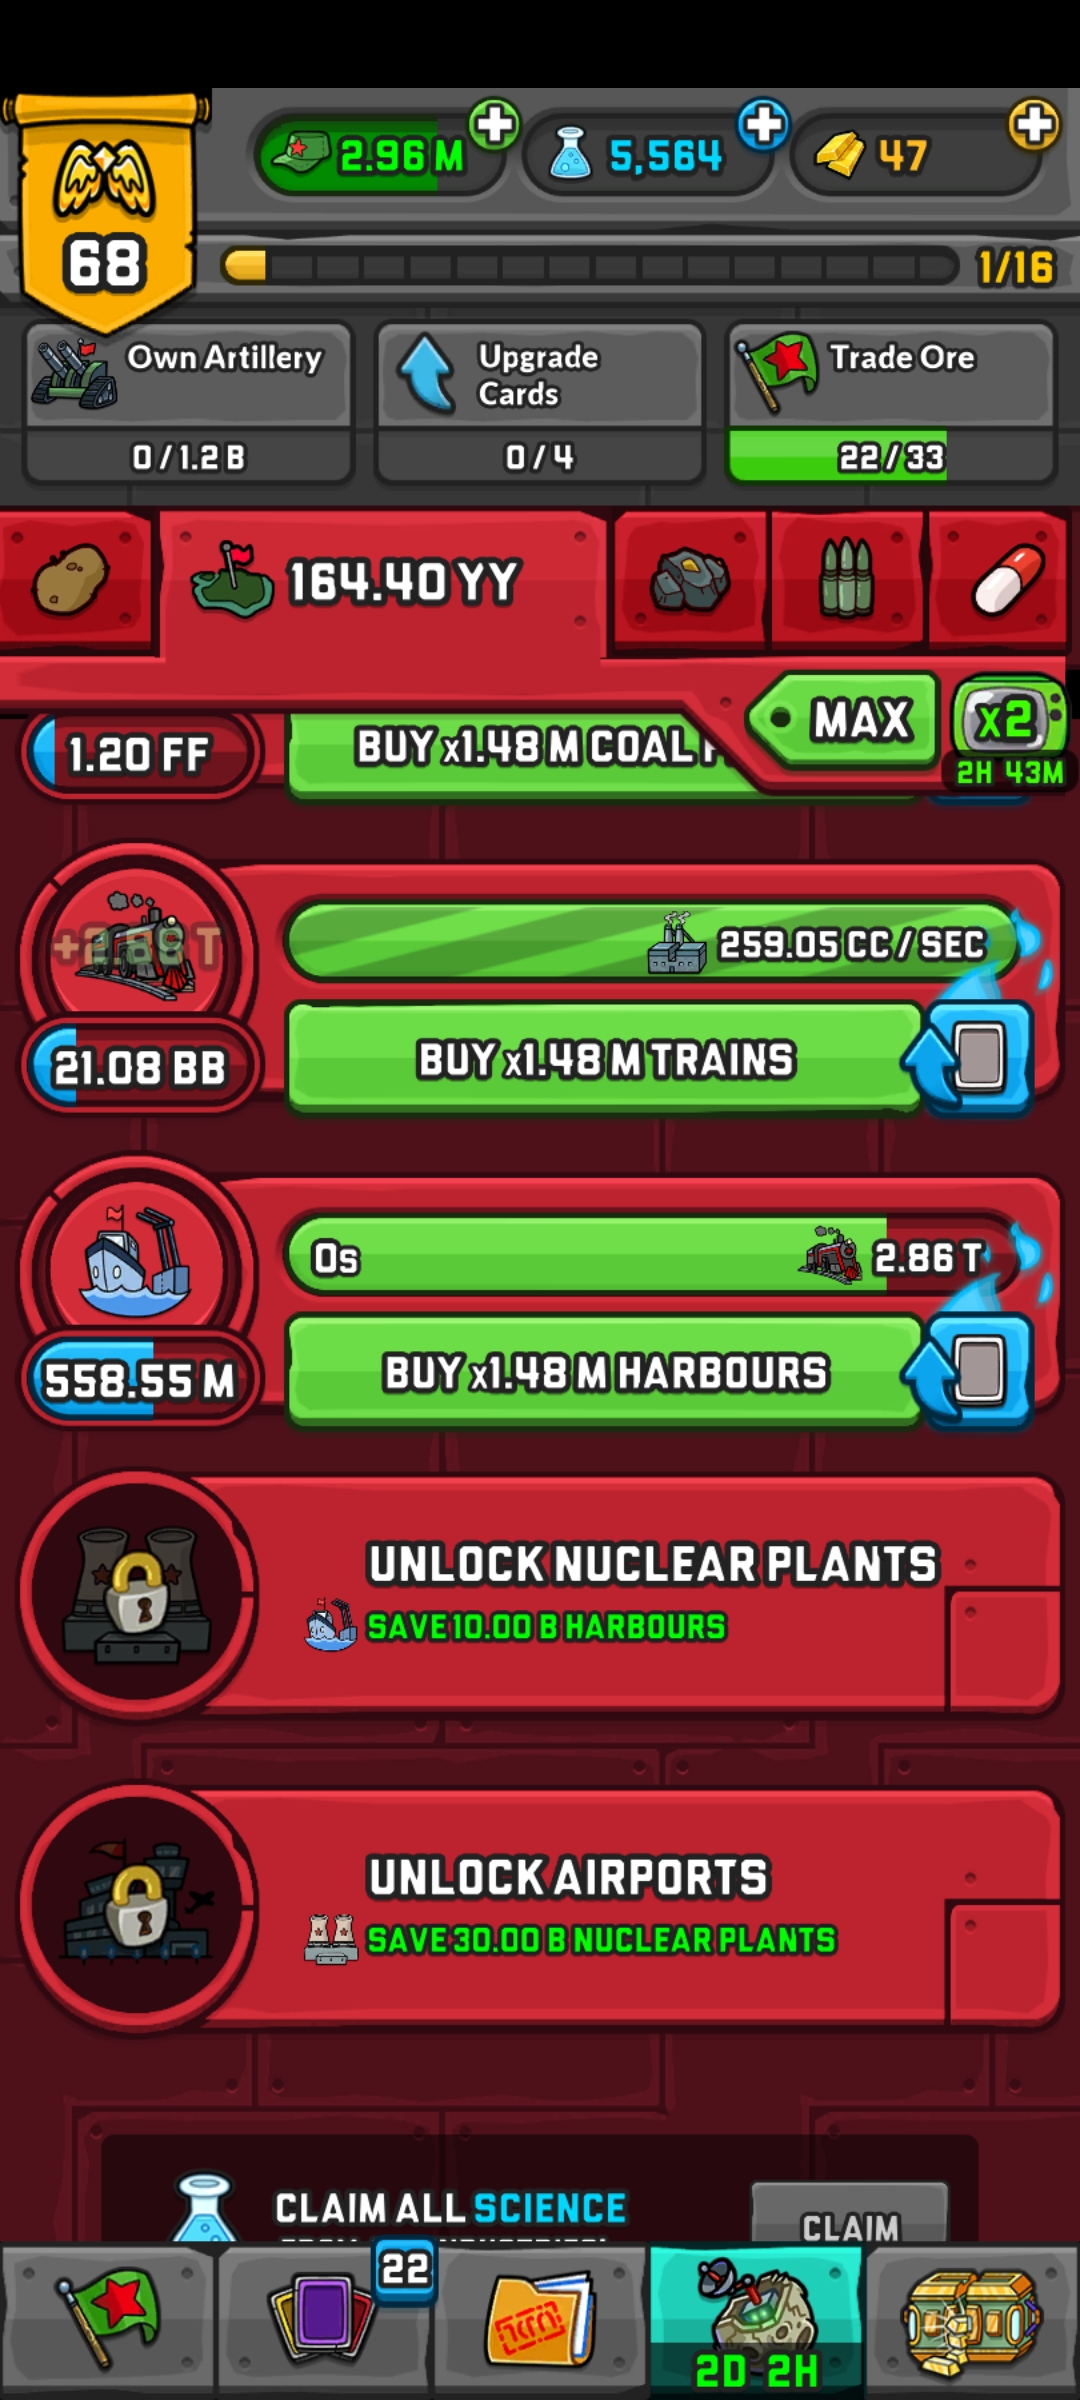 2.96 M
5,564
47
68
1/16
Own Artillery
0 / 1.2 B
Upgrade
Cards
0 / 4
Trade Ore
22 / 33
164.40 YY
MAX
x2
2H 43M
1.20 FF
BUY x1.48 M COAL
259.05 CC / SEC
21.08 BB
BUY x1.48 M TRAINS
0s
2.86 T
558.55 M
BUY x1.48 M HARBOURS
UNLOCK NUCLEAR PLANTS
SAVE 10.00 B HARBOURS
UNLOCK AIRPORTS
SAVE 30.00 B NUCLEAR PLANTS
CLAIM ALL SCIENCE
CLAIM
22
2D 2H